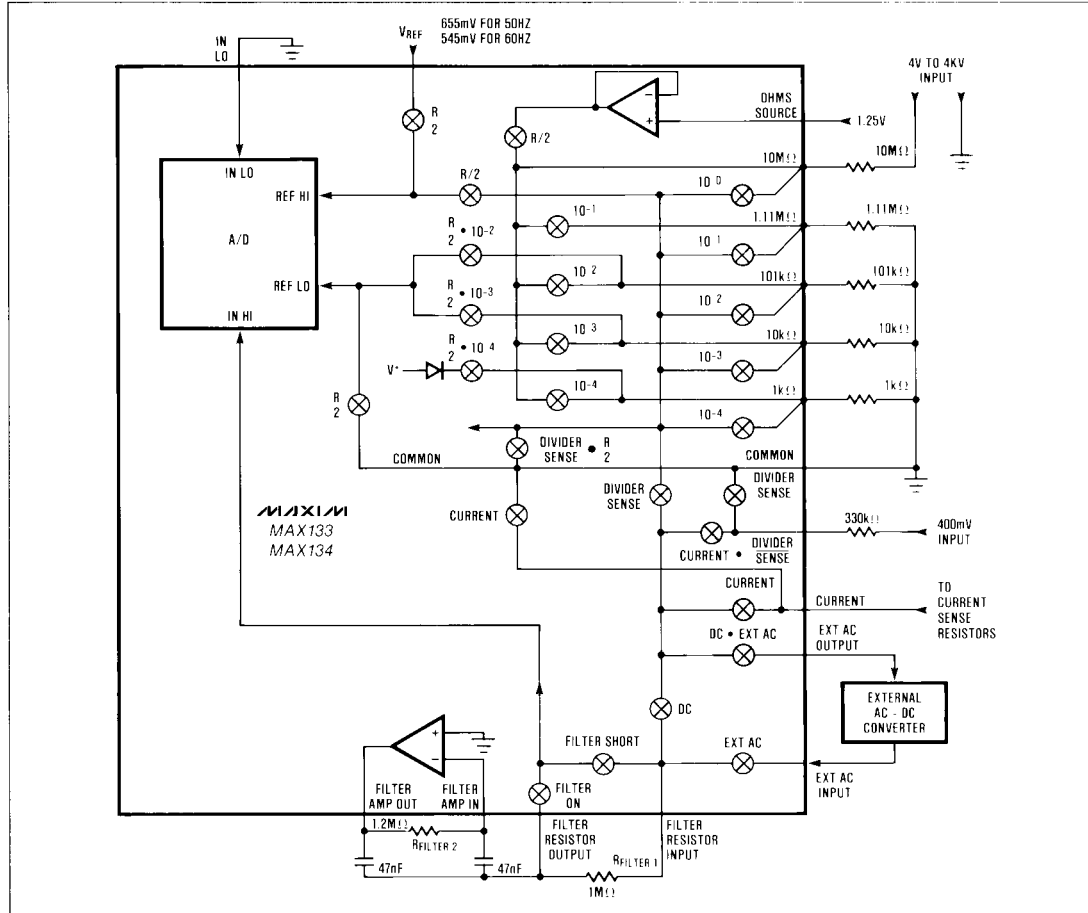 655mV FOR 50HZ
545mV FOR 60HZ
VREF
IN
LO
4V TO 4KV
INPUT
OHMS
SOURCE
1.25V
R
2
R/2
IN LO
REF HI
A/D
REF LO
IN HI
R/2
10MΩ
10MΩ
10 0
10-1
1.11MΩ
1.11MΩ
R
2 • 10-2
10 1
10 2
101kΩ
101kΩ
R
2 • 10-3
10 2
10 3
10kΩ
10kΩ
R
2 • 10 4
V+
10-3
10-4
1kΩ
1kΩ
10-4
R
2
DIVIDER
SENSE • R
2
COMMON
COMMON
DIVIDER
SENSE
DIVIDER
SENSE
MAXIM
MAX133
MAX134
CURRENT
330kΩ
400mV
INPUT
CURRENT • DIVIDER
SENSE
CURRENT
CURRENT
TO
CURRENT
SENSE
RESISTORS
DC • EXT AC
EXT AC
OUTPUT
EXTERNAL
AC - DC
CONVERTER
DC
FILTER SHORT
EXT AC
EXT AC
INPUT
+
−
FILTER
ON
FILTER
AMP OUT
FILTER
AMP IN
1.2MΩ
RFILTER 2
47nF
47nF
FILTER
RESISTOR
OUTPUT
FILTER
RESISTOR
INPUT
RFILTER 1
1MΩ